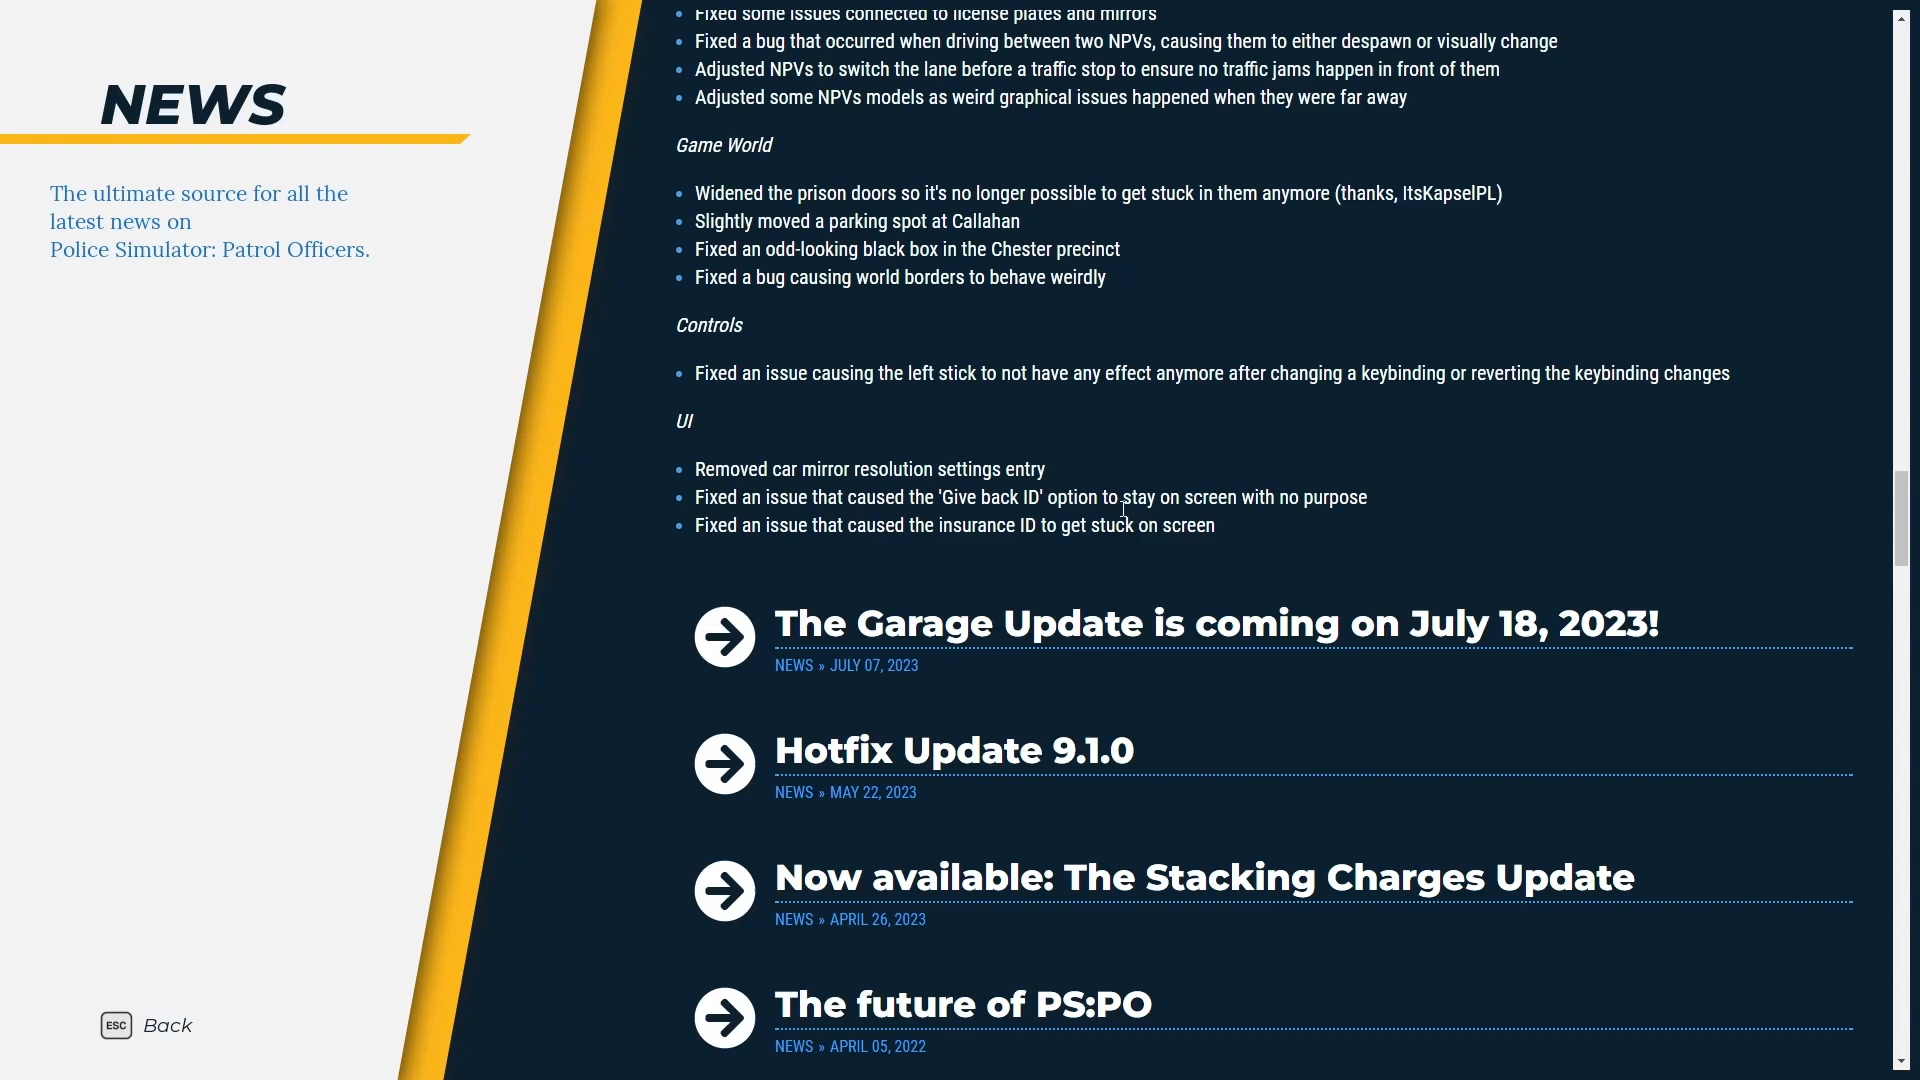 NEWS
The ultimate source for all the
latest news on
Police Simulator: Patrol Officers.
Fixed some issues connected to license plates and mirrors
Fixed a bug that occurred when driving between two NPVs, causing them to either despawn or visually change
Adjusted NPVs to switch the lane before a traffic stop to ensure no traffic jams happen in front of them
Adjusted some NPVs models as weird graphical issues happened when they were far away
Game World
Widened the prison doors so it's no longer possible to get stuck in them anymore (thanks, ItsKapselPL)
Slightly moved a parking spot at Callahan
Fixed an odd-looking black box in the Chester precinct
Fixed a bug causing world borders to behave weirdly
Controls
Fixed an issue causing the left stick to not have any effect anymore after changing a keybinding or reverting the keybinding changes
UI
Removed car mirror resolution settings entry
Fixed an issue that caused the 'Give back ID' option to stay on screen with no purpose
Fixed an issue that caused the insurance ID to get stuck on screen
The Garage Update is coming on July 18, 2023!
NEWS » JULY 07, 2023
Hotfix Update 9.1.0
NEWS » MAY 22, 2023
Now available: The Stacking Charges Update
NEWS » APRIL 26, 2023
The future of PS:PO
NEWS » APRIL 05, 2022
ESC Back